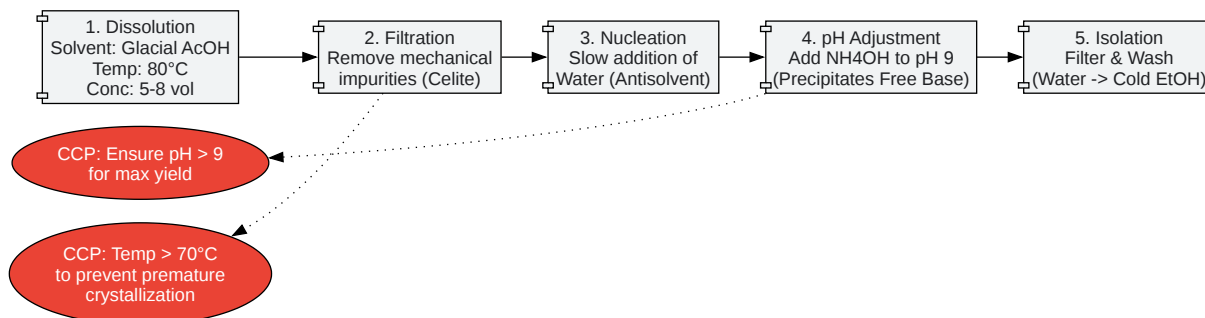 1. Dissolution
Solvent: Glacial AcOH
Temp: 80°C
Conc: 5-8 vol
2. Filtration
Remove mechanical
impurities (Celite)
3. Nucleation
Slow addition of
Water (Antisolvent)
4. pH Adjustment
Add NH4OH to pH 9
(Precipitates Free Base)
5. Isolation
Filter & Wash
(Water -> Cold EtOH)
CCP: Ensure pH > 9
for max yield
CCP: Temp > 70°C
to prevent premature
crystallization